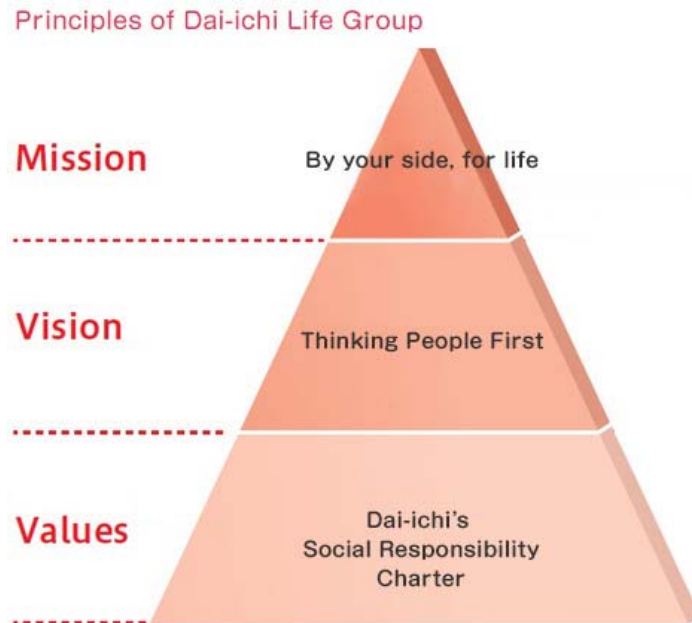 Principles of Dai-ichi Life Group
Mission
By your side, for life
Vision
Thinking People First
Values
Dai-ichi's
Social Responsibility
Charter